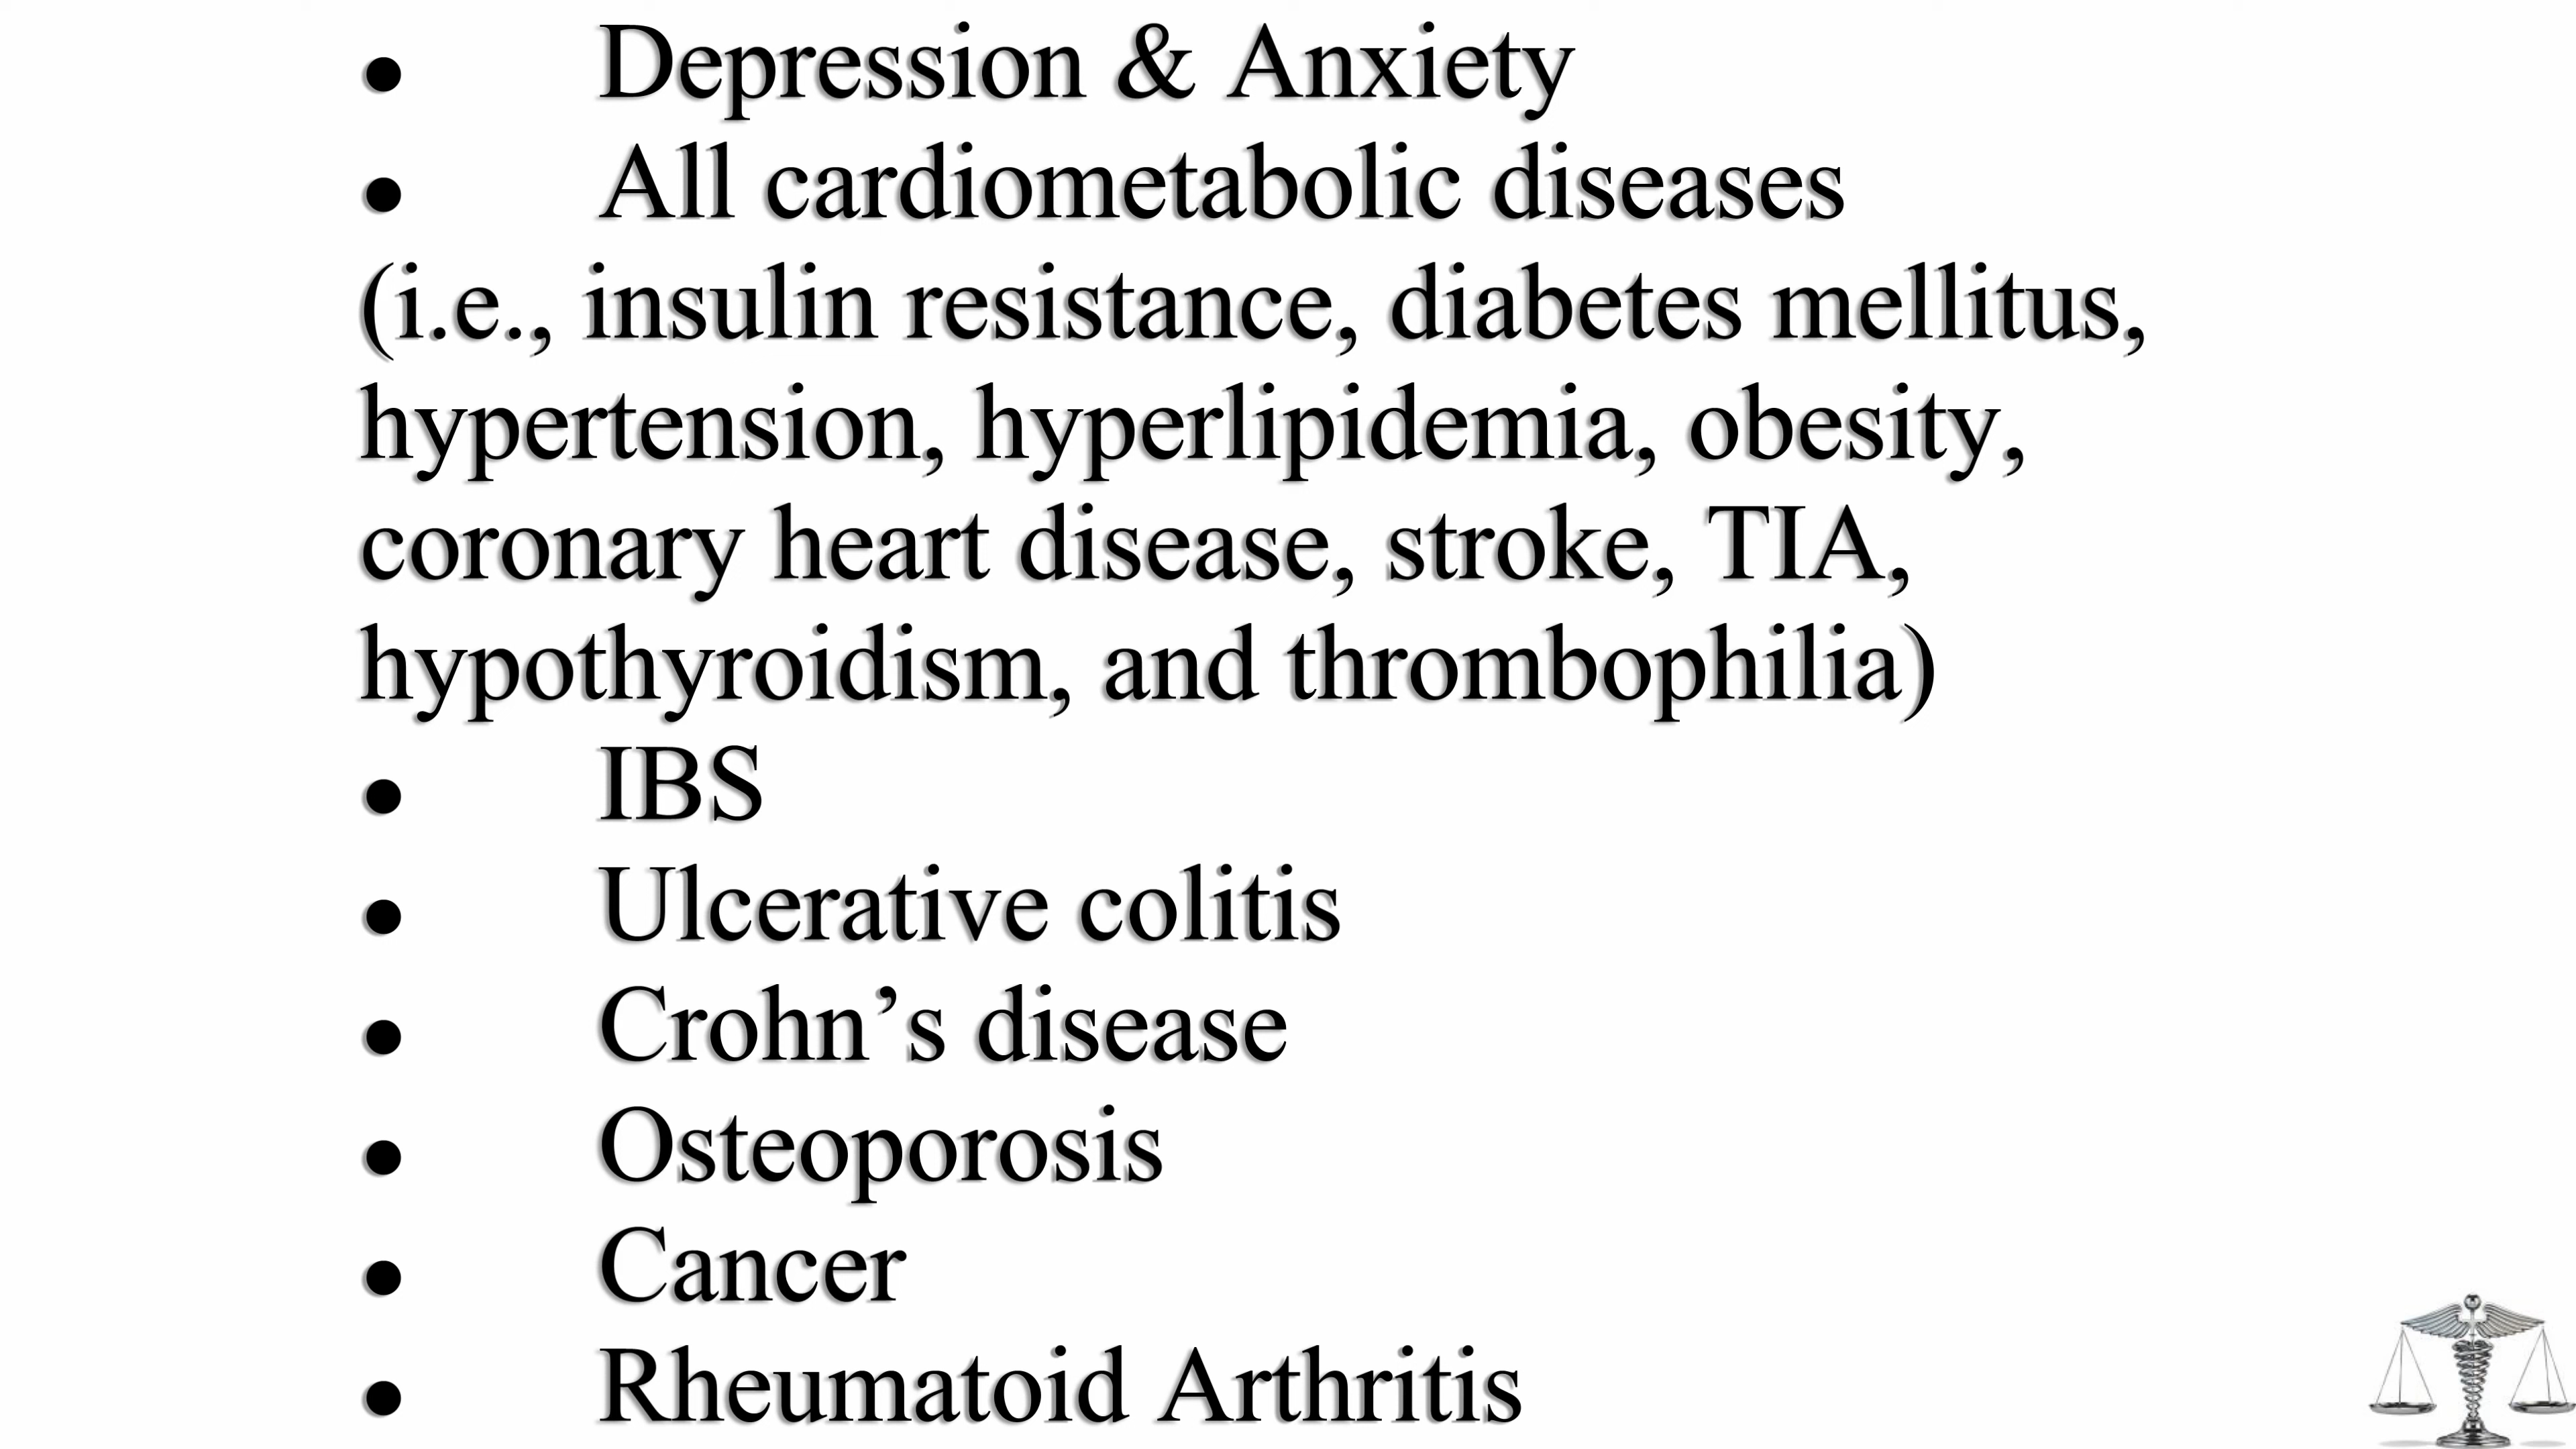 • Depression & Anxiety
• All cardiometabolic diseases
(i.e., insulin resistance, diabetes mellitus,
hypertension, hyperlipidemia, obesity,
coronary heart disease, stroke, TIA,
hypothyroidism, and thrombophilia)
• IBS
• Ulcerative colitis
• Crohn’s disease
• Osteoporosis
• Cancer
• Rheumatoid Arthritis